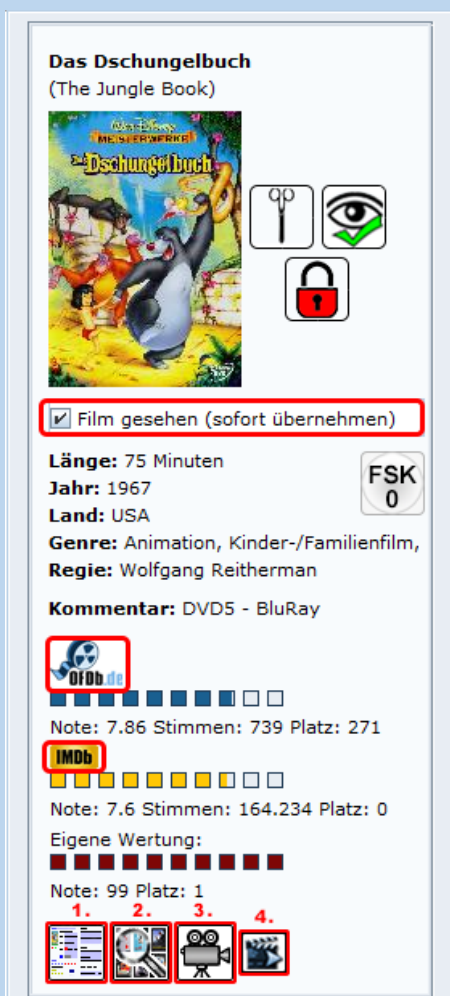 Das Dschungelbuch
(The Jungle Book)
Walt Disneys
MEISTERWERKE
Das Dschungelbuch
Film gesehen (sofort übernehmen)
Länge: 75 Minuten
FSK
0
Jahr: 1967
Land: USA
Genre: Animation, Kinder-/Familienfilm,
Regie: Wolfgang Reitherman
Kommentar: DVD5 - BluRay
OFDb.de
Note: 7.86 Stimmen: 739 Platz: 271
IMDb
Note: 7.6 Stimmen: 164.234 Platz: 0
Eigene Wertung:
Note: 99 Platz: 1
1. 2. 3. 4.